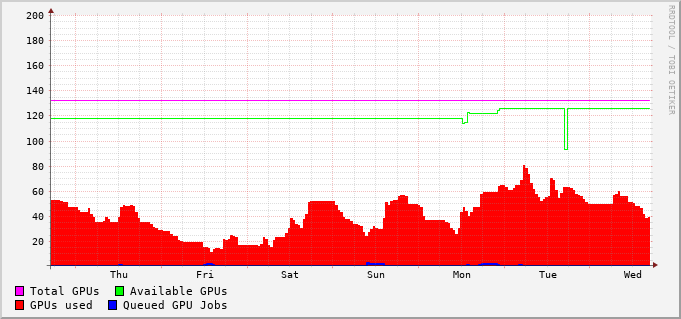 RRDTOOL / TOBI OETIKER
200
180
160
140
120
100
80
60
40
20
Thu Fri Sat Sun Mon Tue Wed
Total GPUs Available GPUs
GPUs used Queued GPU Jobs